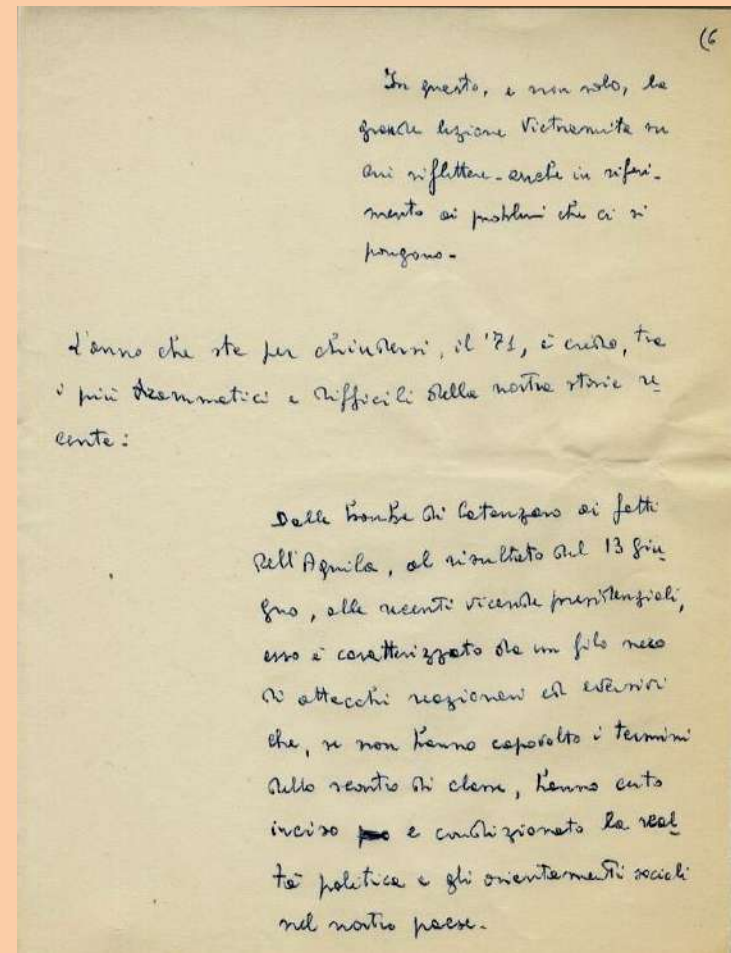 (6
In questo, e non solo, la
grande lezione Vietnamita su
cui riflettere - anche in riferi-
mento ai problemi che ci si
pongono -
L'anno che sta per chiudersi, il '71, è credo, tra
i più drammatici e difficili della nostra storia re-
cente:
Dalle bombe di Catanzaro ai fatti
dell'Aquila, al risultato del 13 giu-
gno, alle recenti vicende presidenziali,
esso è caratterizzato da un filo nero
di attacchi reazionari ed eversivi
che, se non hanno capovolto i termini
dello scontro di classe, hanno certo
inciso e condizionato la real-
tà politica e gli orientamenti sociali
nel nostro paese.